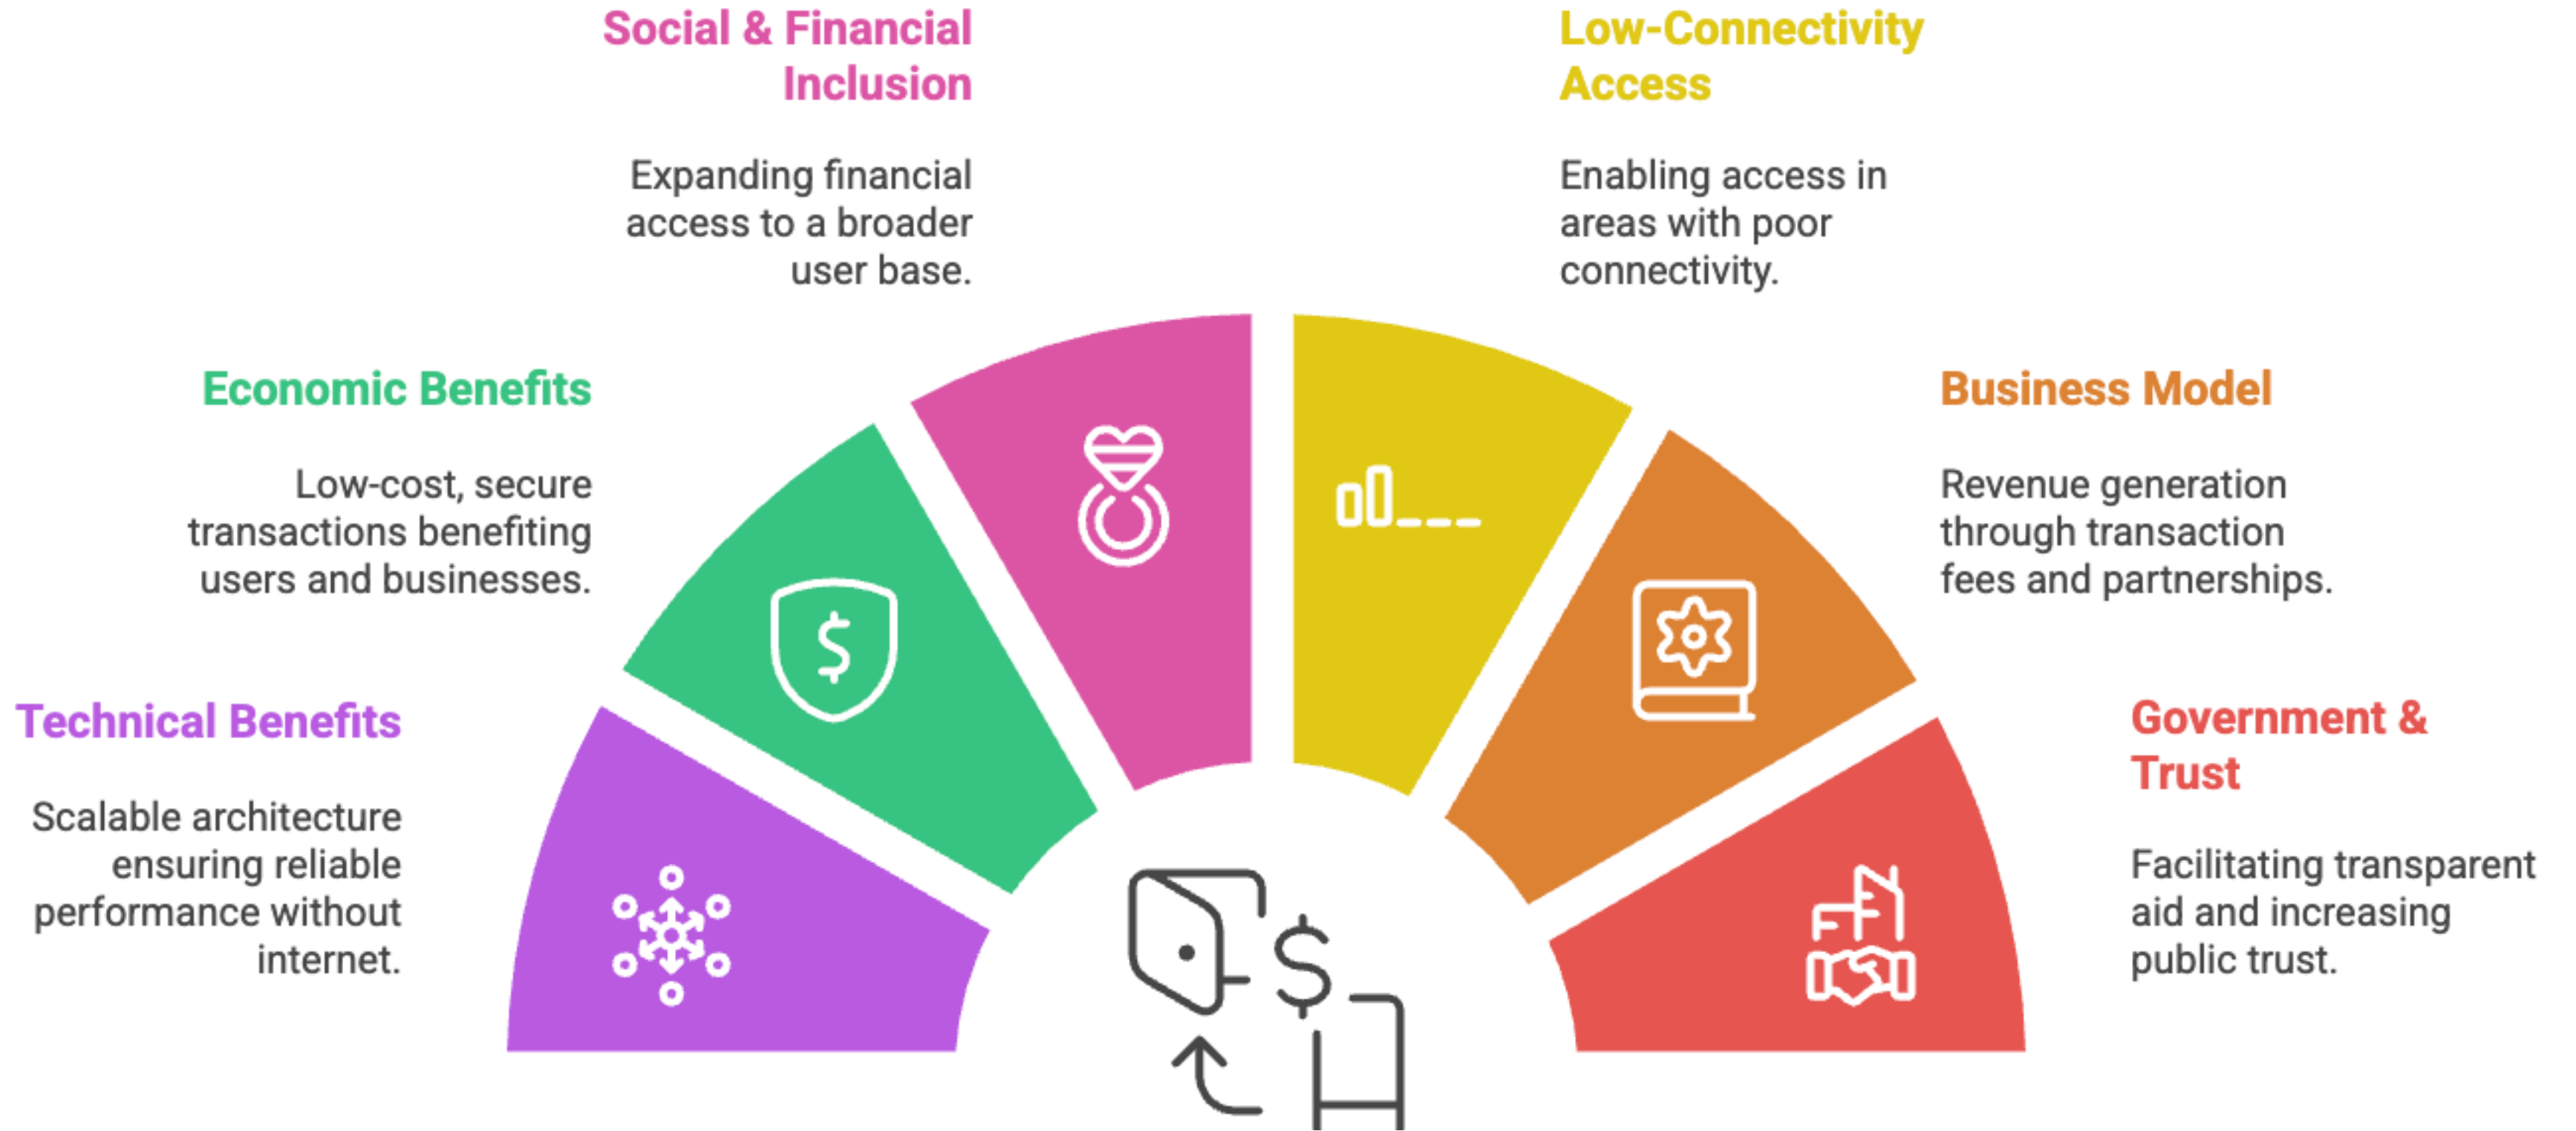 Social & Financial
Inclusion
Expanding financial
access to a broader
user base.
Low-Connectivity
Access
Enabling access in
areas with poor
connectivity.
Economic Benefits
Low-cost, secure
transactions benefiting
users and businesses.
Business Model
Revenue generation
through transaction
fees and partnerships.
Technical Benefits
Scalable architecture
ensuring reliable
performance without
internet.
Government &
Trust
Facilitating transparent
aid and increasing
public trust.
$
$